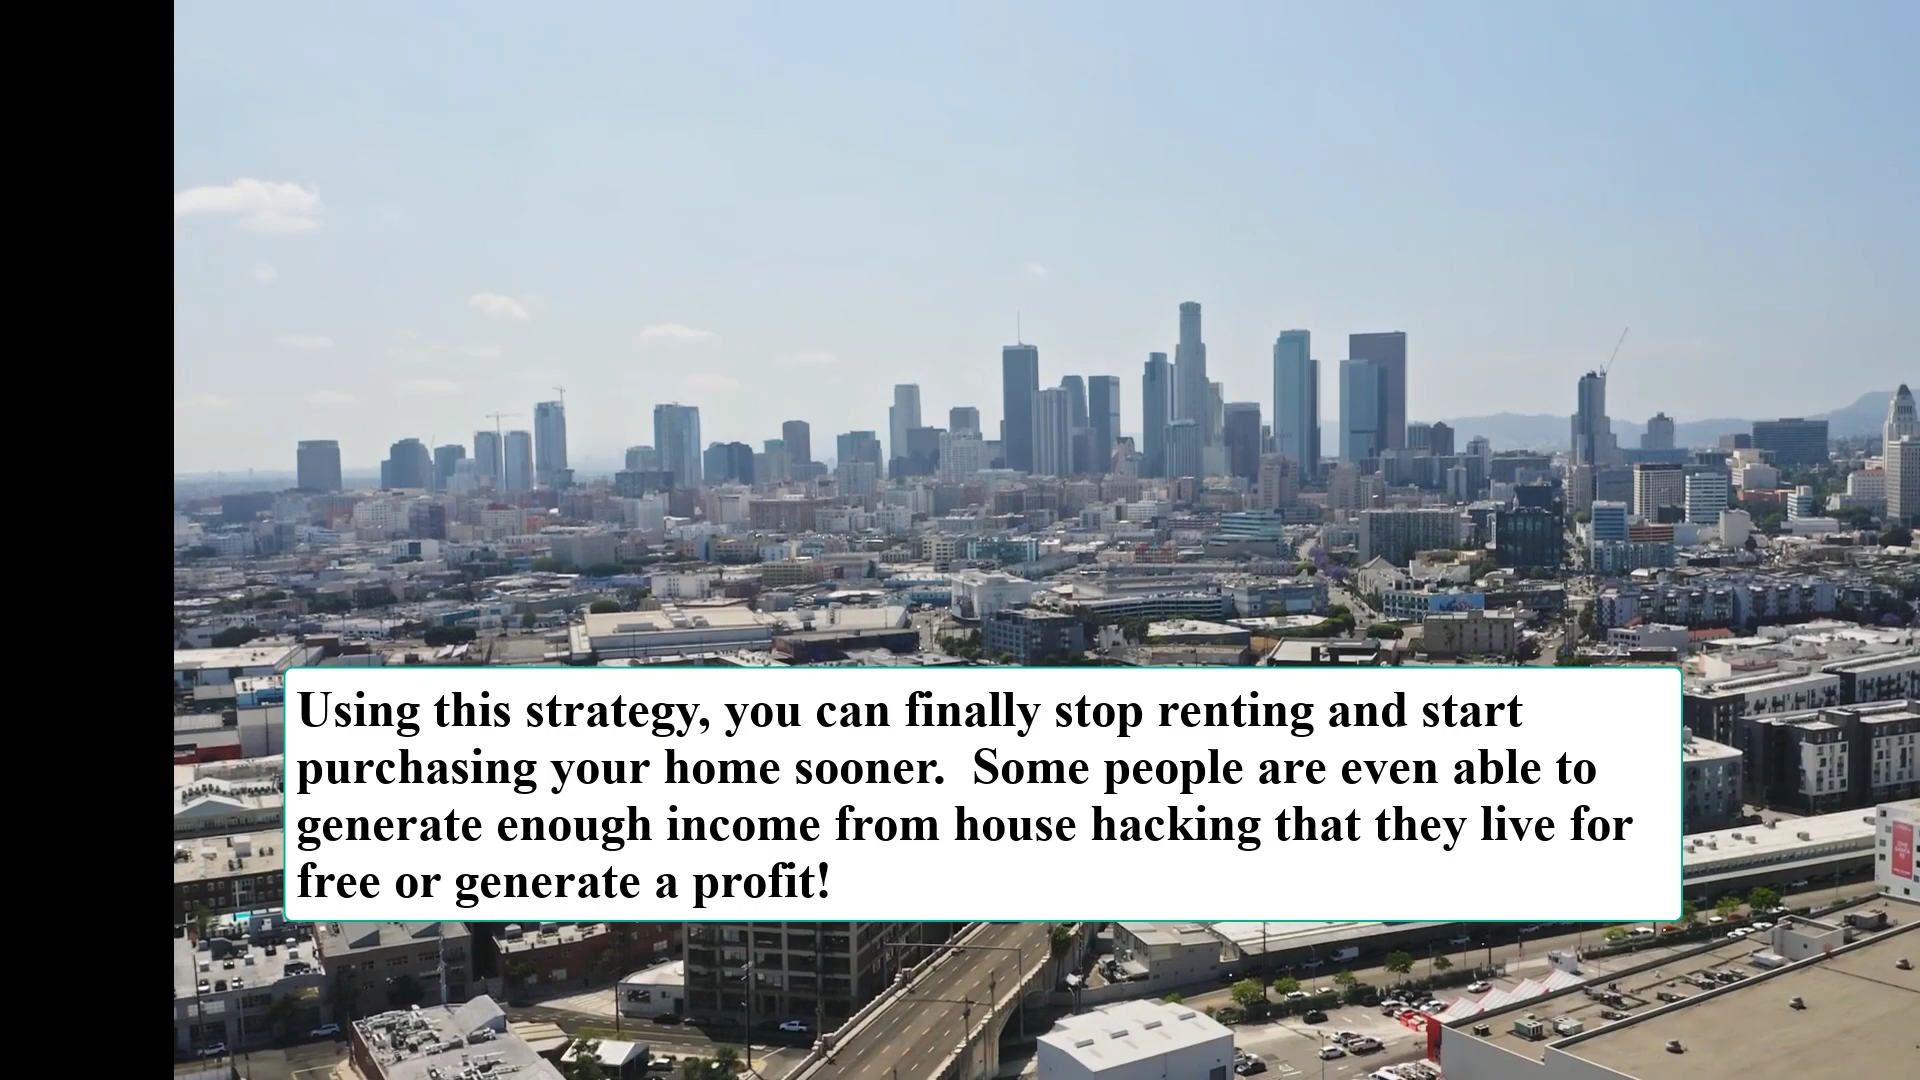 Using this strategy, you can finally stop renting and start
purchasing your home sooner.  Some people are even able to
generate enough income from house hacking that they live for
free or generate a profit!